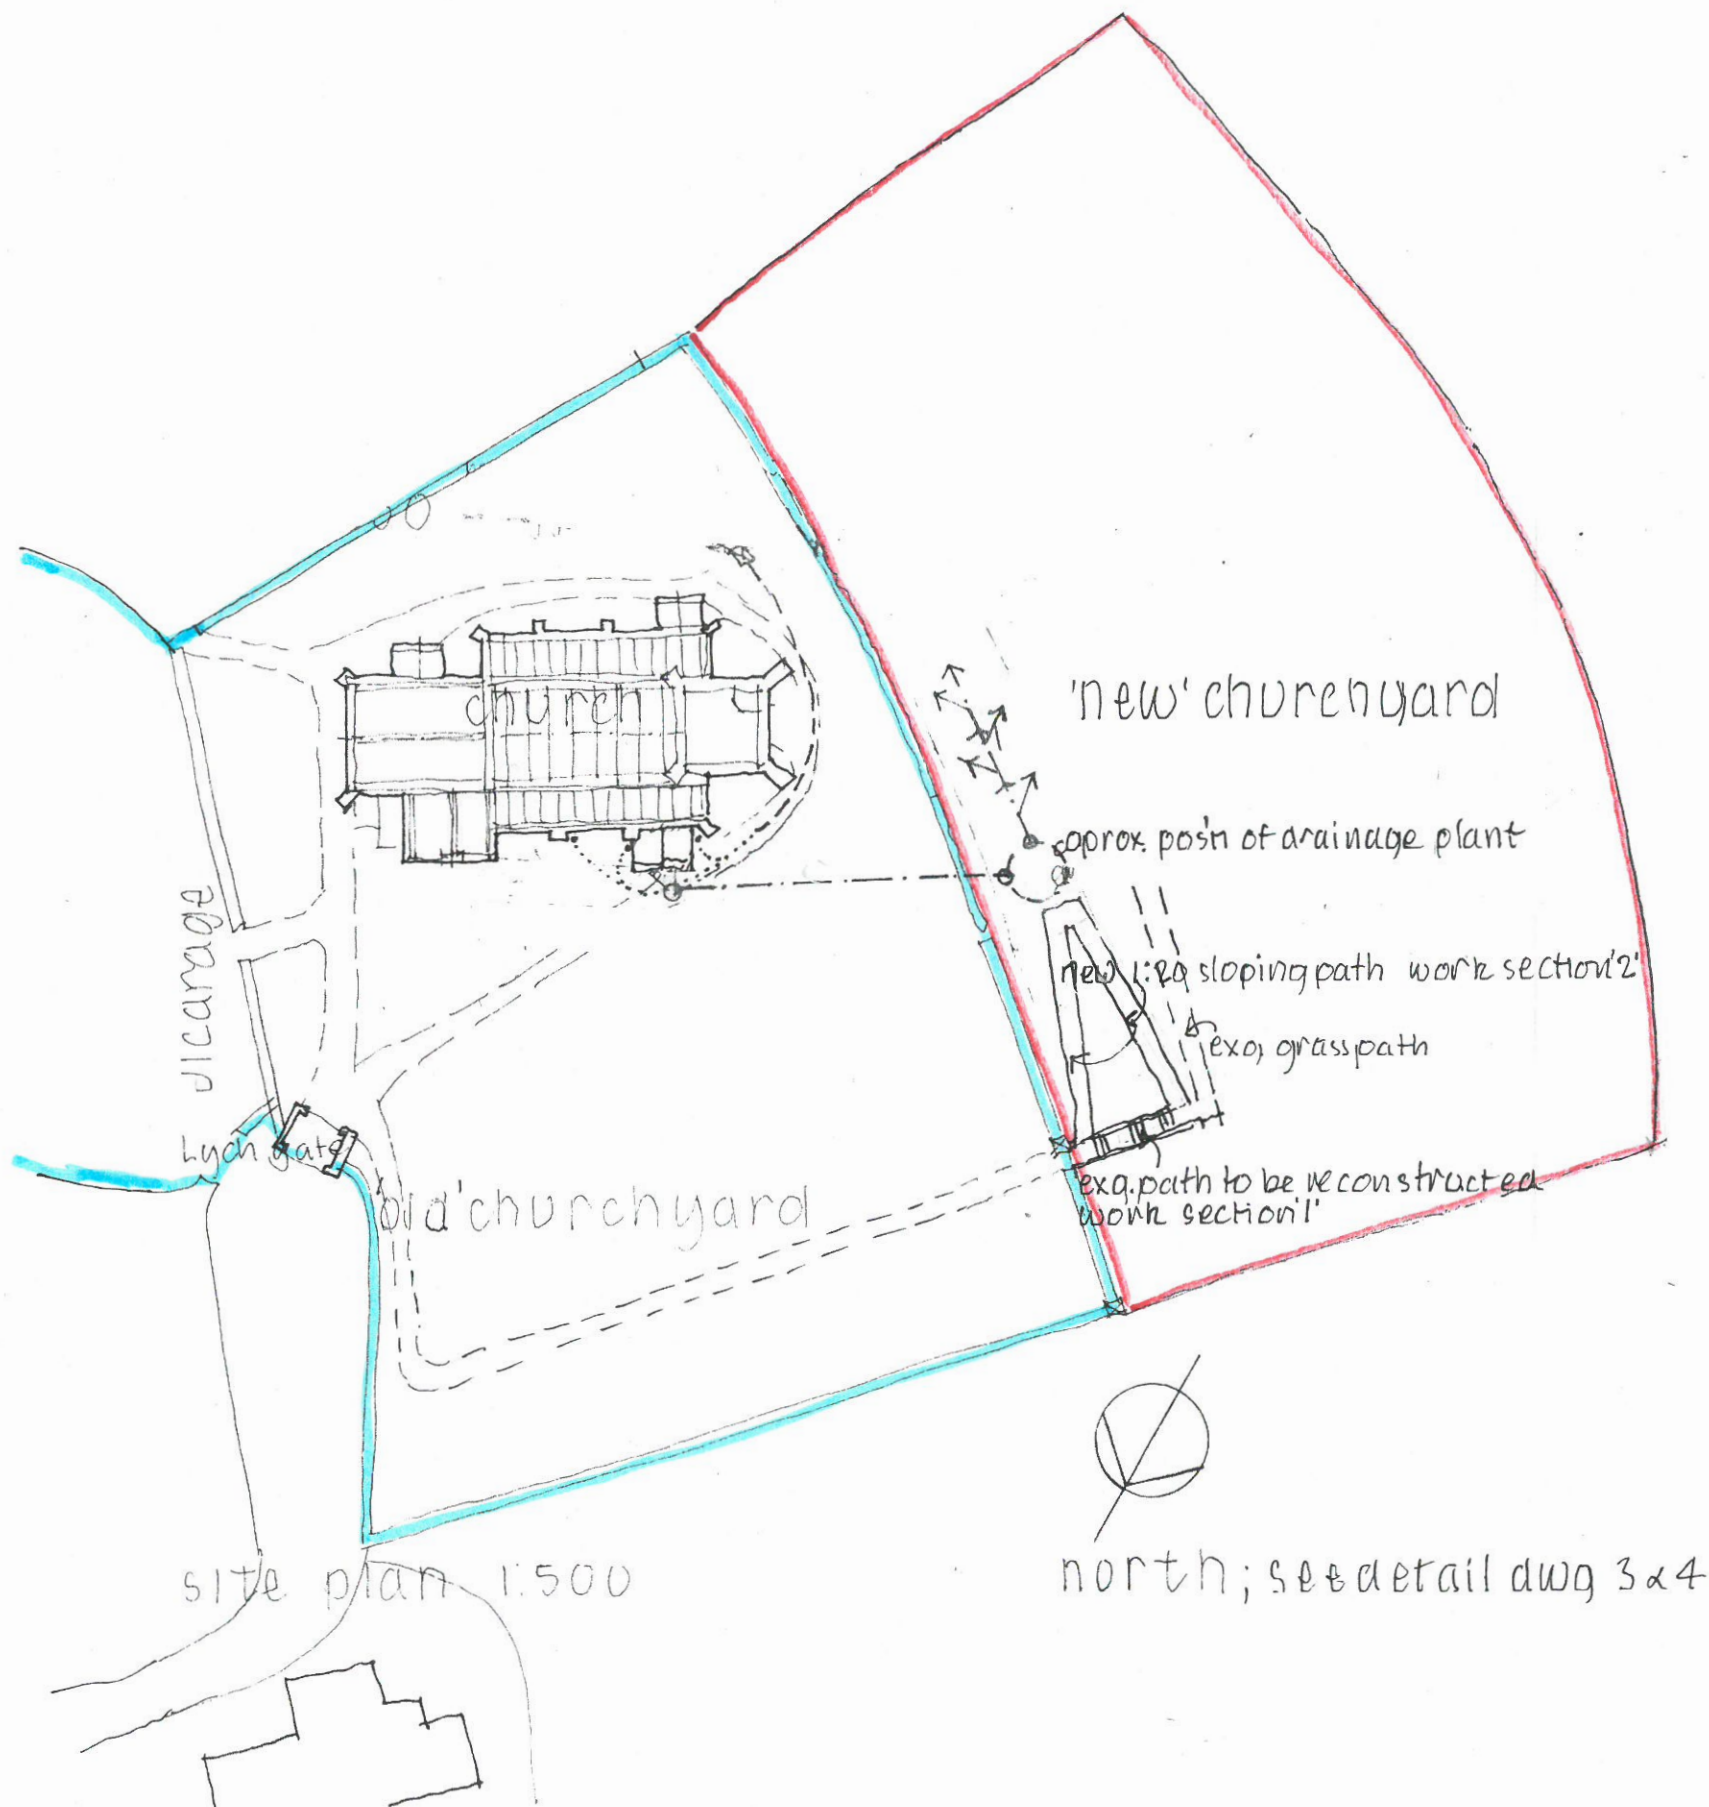 church
'new' churchyard
aprox. pos'n of drainage plant
new 1:20 sloping path work section '2'
exg grass path
vicarage
Lych gate
exg. path to be reconstructed
work section '1'
'old' churchyard
site plan 1:500
north; see detail dwg 3 & 4